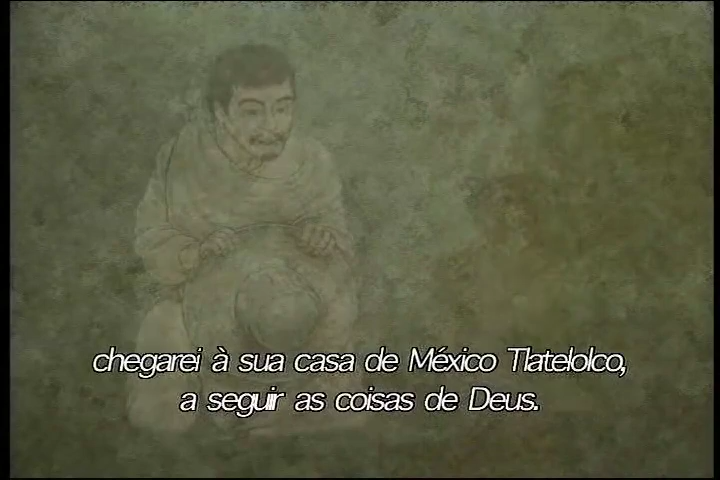 chegarei à sua casa de México Tlatelolco,
a seguir as coisas de Deus.